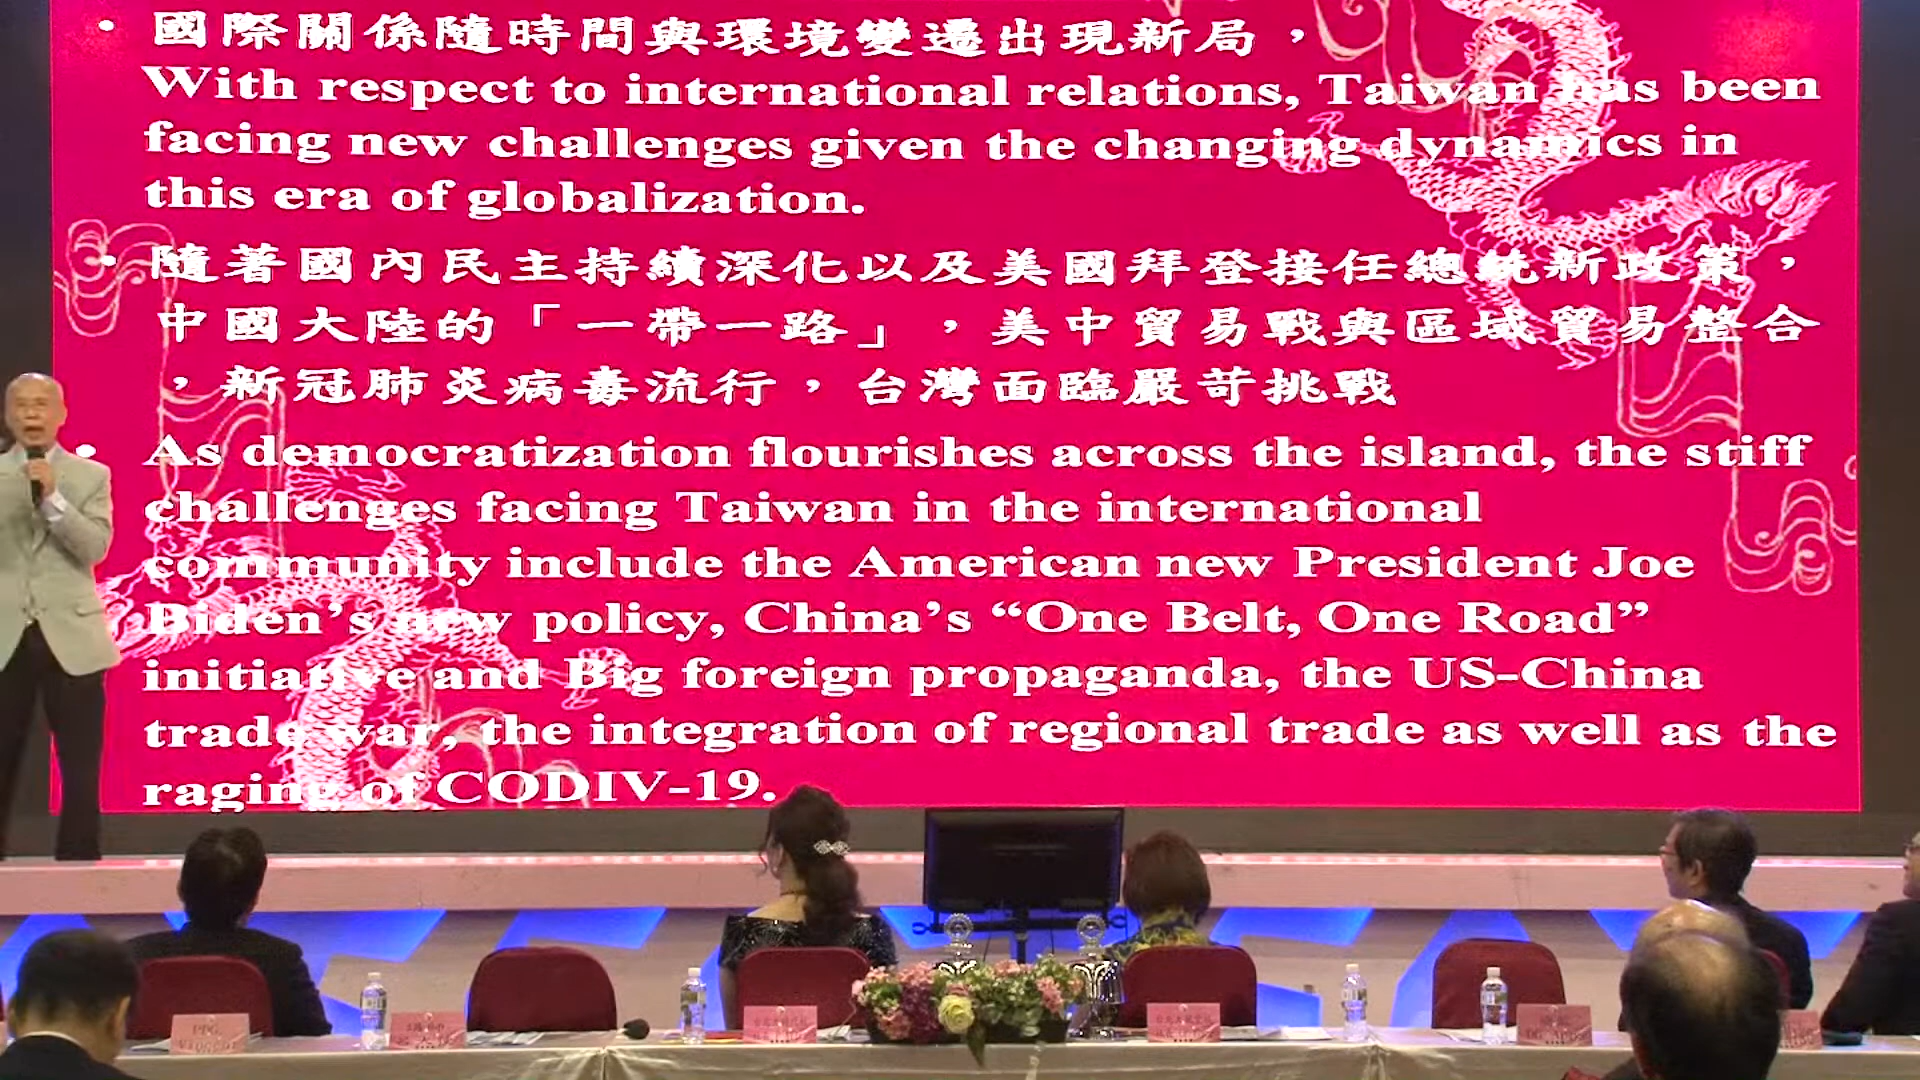 • 國際關係隨時間與環境變遷出現新局，
With respect to international relations, Taiwan has been
facing new challenges given the changing dynamics in
this era of globalization.
• 隨著國內民主持續深化以及美國拜登接任總統新政策，
中國大陸的「一帶一路」，美中貿易戰與區域貿易整合
，新冠肺炎病毒流行，台灣面臨嚴苛挑戰
• As democratization flourishes across the island, the stiff
challenges facing Taiwan in the international
community include the American new President Joe
Biden’s new policy, China’s “One Belt, One Road”
initiative and Big foreign propaganda, the US-China
trade war, the integration of regional trade as well as the
raging of CODIV-19.
PDG